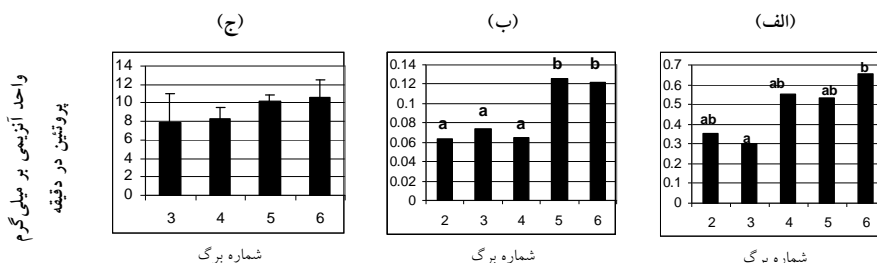 (الف)
0.7
0.6
0.5
0.4
0.3
0.2
0.1
0
ab
a
ab
ab
b
2 3 4 5 6
شماره برگ
(ب)
0.14
0.12
0.1
0.08
0.06
0.04
0.02
0
a
a
a
b
b
2 3 4 5 6
شماره برگ
(ج)
14
12
10
8
6
4
2
0
3 4 5 6
شماره برگ
واحد آنزیمی بر میلی گرم
پروتئین در دقیقه